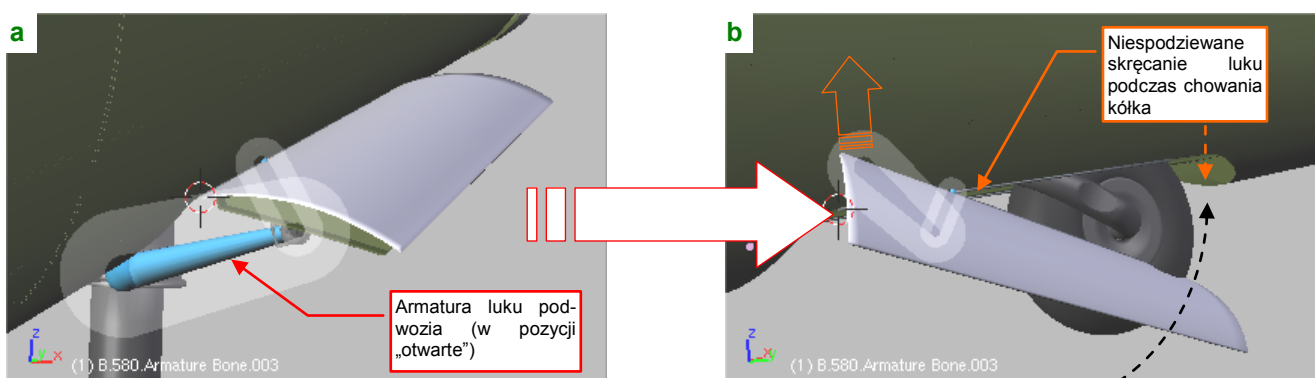 a
Armatura luku pod-
wozia (w pozycji
„otwarte”)
z
y x
(1) B.580.Armature Bone.003
b
Niespodziewane
skręcanie luku
podczas chowania
kółka
z
x y
(1) B.580.Armature Bone.003